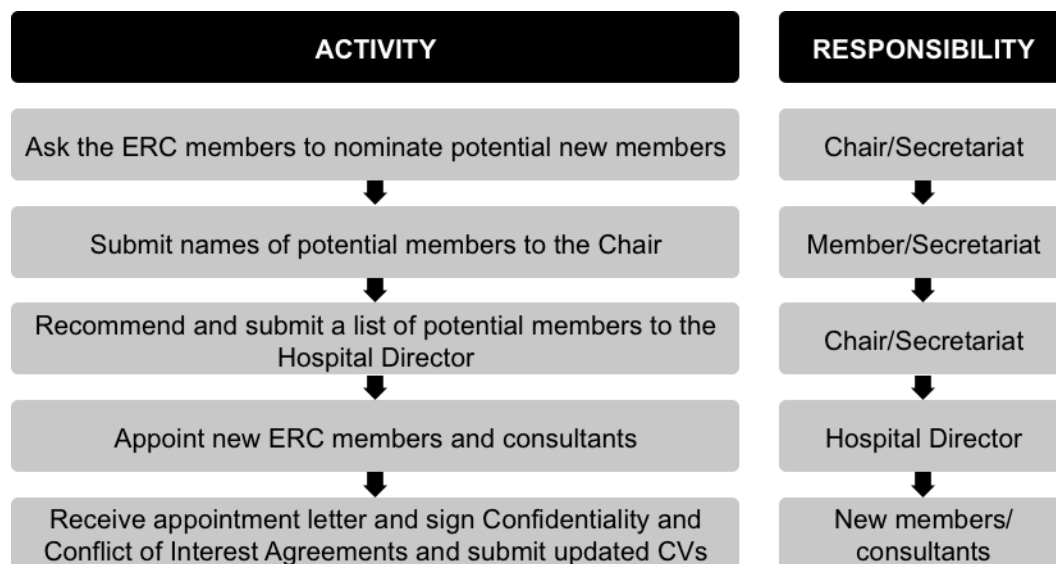 ACTIVITY
RESPONSIBILITY
Ask the ERC members to nominate potential new members
Chair/Secretariat
Submit names of potential members to the Chair
Member/Secretariat
Recommend and submit a list of potential members to the
Hospital Director
Chair/Secretariat
Appoint new ERC members and consultants
Hospital Director
Receive appointment letter and sign Confidentiality and
Conflict of Interest Agreements and submit updated CVs
New members/
consultants